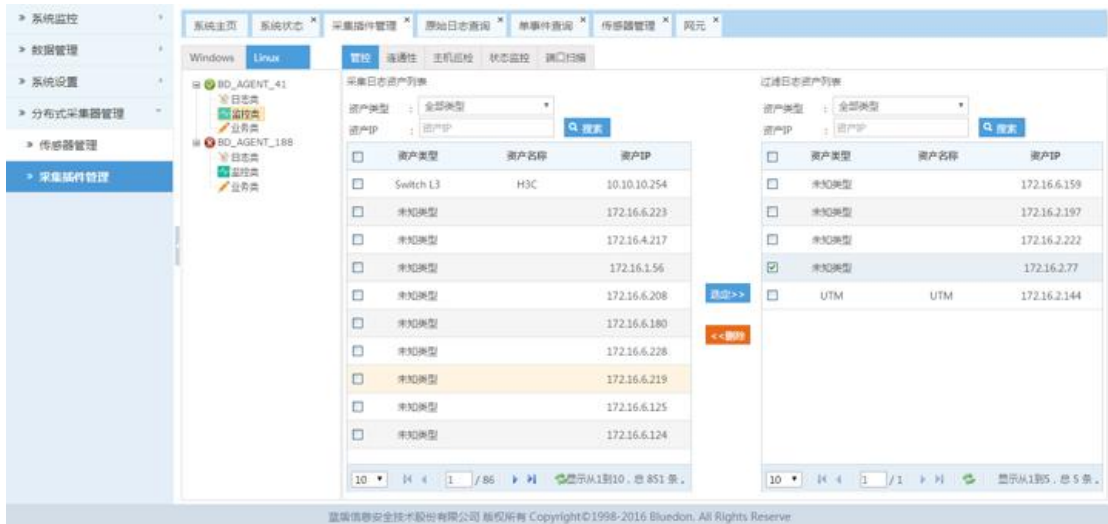 » 系统监控
» 数据管理
» 系统设置
» 分布式采集器管理
» 传感器管理
» 采集插件管理
系统主页 系统状态 × 采集插件管理 × 原始日志查询 × 单事件查询 × 传感器管理 × 网元 ×
Windows Linux
BD_AGENT_41
日志类
监控类
业务类
BD_AGENT_186
日志类
监控类
业务类
管控 连通性 主机巡检 状态监控 端口扫描
采集日志资产列表
资产类型 : 全部类型
资产IP : 资产IP 搜索
资产类型 资产名称 资产IP
Switch L3 H3C 10.10.10.254
未知类型 172.16.6.223
未知类型 172.16.4.217
未知类型 172.16.1.56
未知类型 172.16.6.208
未知类型 172.16.6.180
未知类型 172.16.6.228
未知类型 172.16.6.219
未知类型 172.16.6.125
未知类型 172.16.6.124
10 1 /86 显示从1到10，总 851 条。
选定>>
<<删除
过滤日志资产列表
资产类型 : 全部类型
资产IP : 资产IP 搜索
资产类型 资产名称 资产IP
未知类型 172.16.6.159
未知类型 172.16.2.197
未知类型 172.16.2.222
未知类型 172.16.2.77
UTM UTM 172.16.2.144
10 1 /1 显示从1到5，总 5 条。
蓝盾信息安全技术股份有限公司 版权所有 Copyright©1998-2016 Bluedon. All Rights Reserve